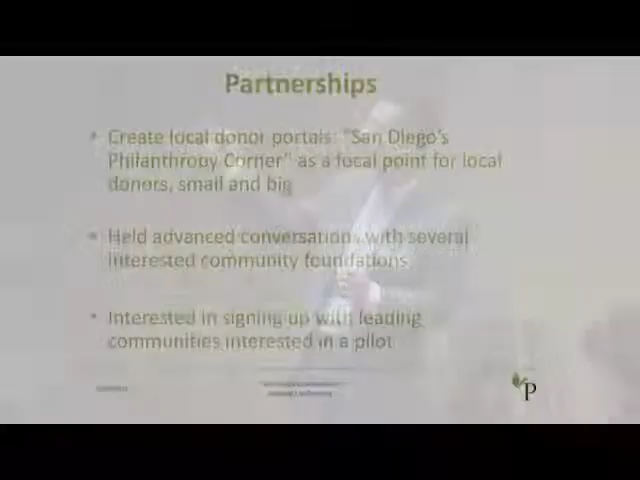 Partnerships
• Create local donor portals: "San Diego's
Philanthropy Corner" as a focal point for local
donors, small and big
• Held advanced conversations with several
interested community foundations
• Interested in signing up with leading
communities interested in a pilot
P